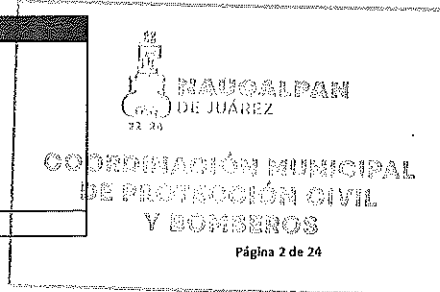 NAUCALPAN
DE JUÁREZ
22 24
COORDINACIÓN MUNICIPAL
DE PROTECCIÓN CIVIL
Y BOMBEROS
Página 2 de 24